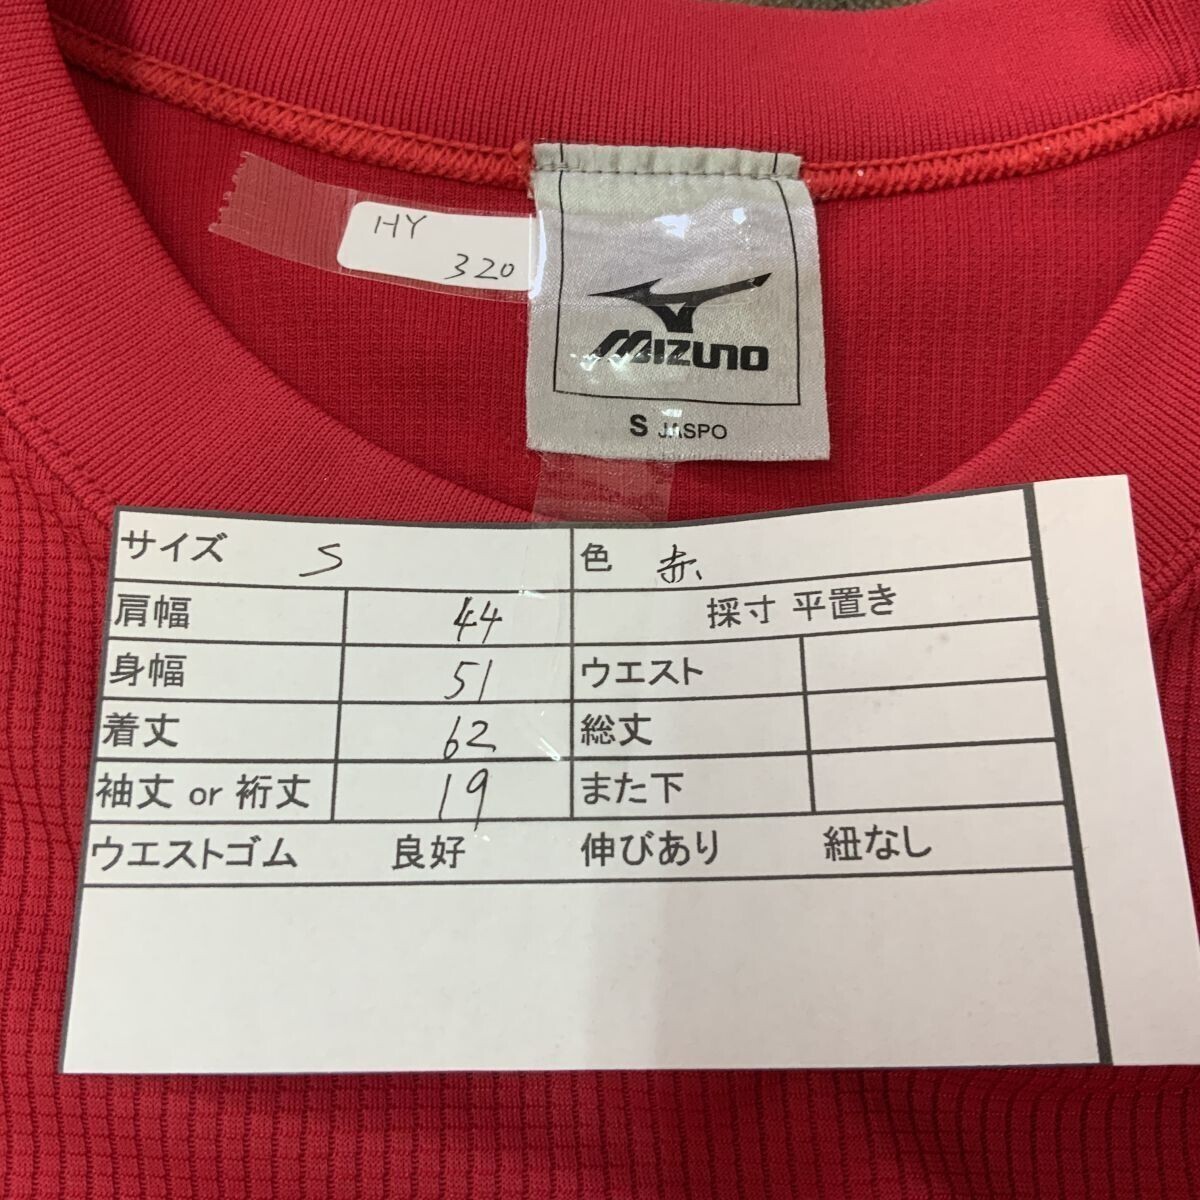 HY
320
MIZUNO
S JASPO
サイズ S 色 赤
肩幅 44 採寸 平置き
身幅 51 ウエスト
着丈 62 総丈
袖丈 or 裄丈 19 また下
ウエストゴム 良好 伸びあり 紐なし